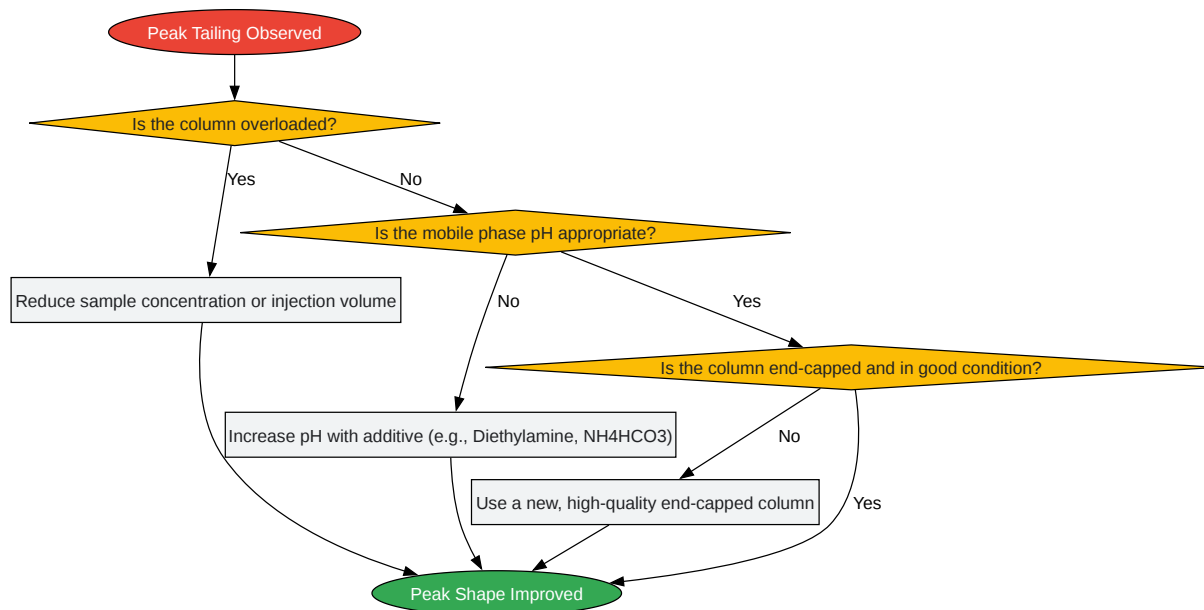 Peak Tailing Observed
Is the column overloaded?
Yes
No
Is the mobile phase pH appropriate?
Reduce sample concentration or injection volume
No
Yes
Is the column end-capped and in good condition?
Increase pH with additive (e.g., Diethylamine, NH4HCO3)
No
Use a new, high-quality end-capped column
Yes
Peak Shape Improved